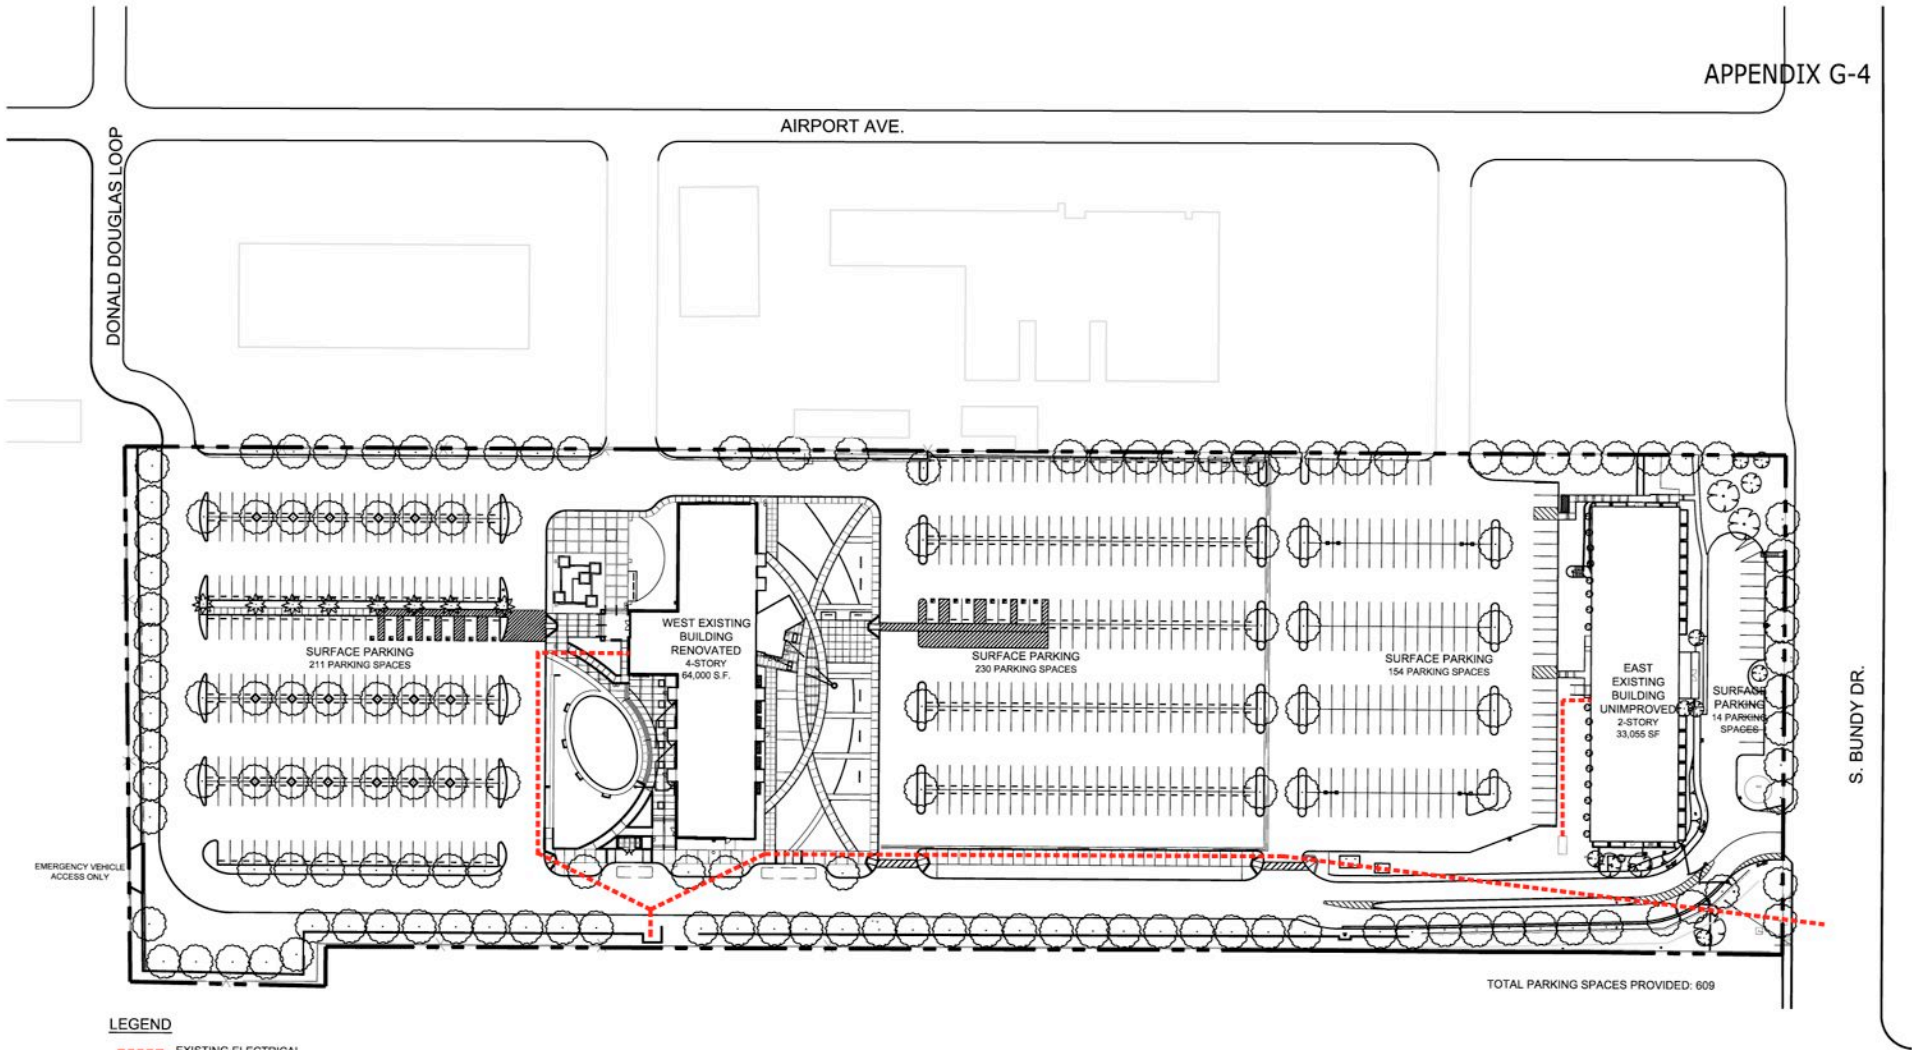 APPENDIX G-4
AIRPORT AVE.
DONALD DOUGLAS LOOP
WEST EXISTING
BUILDING
RENOVATED
4-STORY
64,000 S.F.
SURFACE PARKING
211 PARKING SPACES
SURFACE PARKING
230 PARKING SPACES
SURFACE PARKING
154 PARKING SPACES
EAST
EXISTING
BUILDING
UNIMPROVED
2-STORY
33,055 SF
SURFACE
PARKING
14 PARKING
SPACES
S. BUNDY DR.
EMERGENCY VEHICLE
ACCESS ONLY
TOTAL PARKING SPACES PROVIDED: 609
LEGEND
EXISTING ELECTRICAL